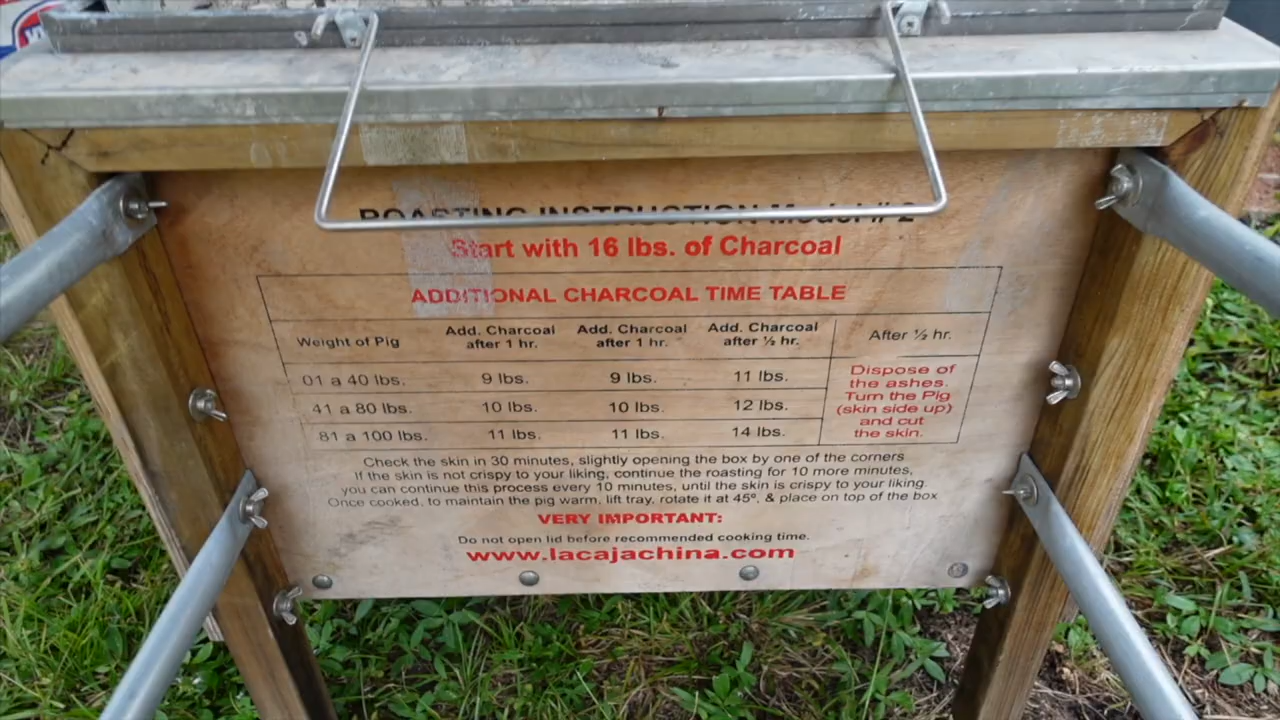 ROASTING INSTRUCTION Model # 2
Start with 16 lbs. of Charcoal
ADDITIONAL CHARCOAL TIME TABLE
Weight of Pig Add. Charcoal after 1 hr. Add. Charcoal after 1 hr. Add. Charcoal after ½ hr. After ½ hr.
01 a 40 lbs. 9 lbs. 9 lbs. 11 lbs.
41 a 80 lbs. 10 lbs. 10 lbs. 12 lbs.
81 a 100 lbs. 11 lbs. 11 lbs. 14 lbs.
Dispose of
the ashes.
Turn the Pig
(skin side up)
and cut
the skin.
Check the skin in 30 minutes, slightly opening the box by one of the corners
If the skin is not crispy to your liking, continue the roasting for 10 more minutes,
you can continue this process every 10 minutes, until the skin is crispy to your liking.
Once cooked, to maintain the pig warm, lift tray, rotate it at 45º, & place on top of the box
VERY IMPORTANT:
Do not open lid before recommended cooking time.
www.lacajachina.com